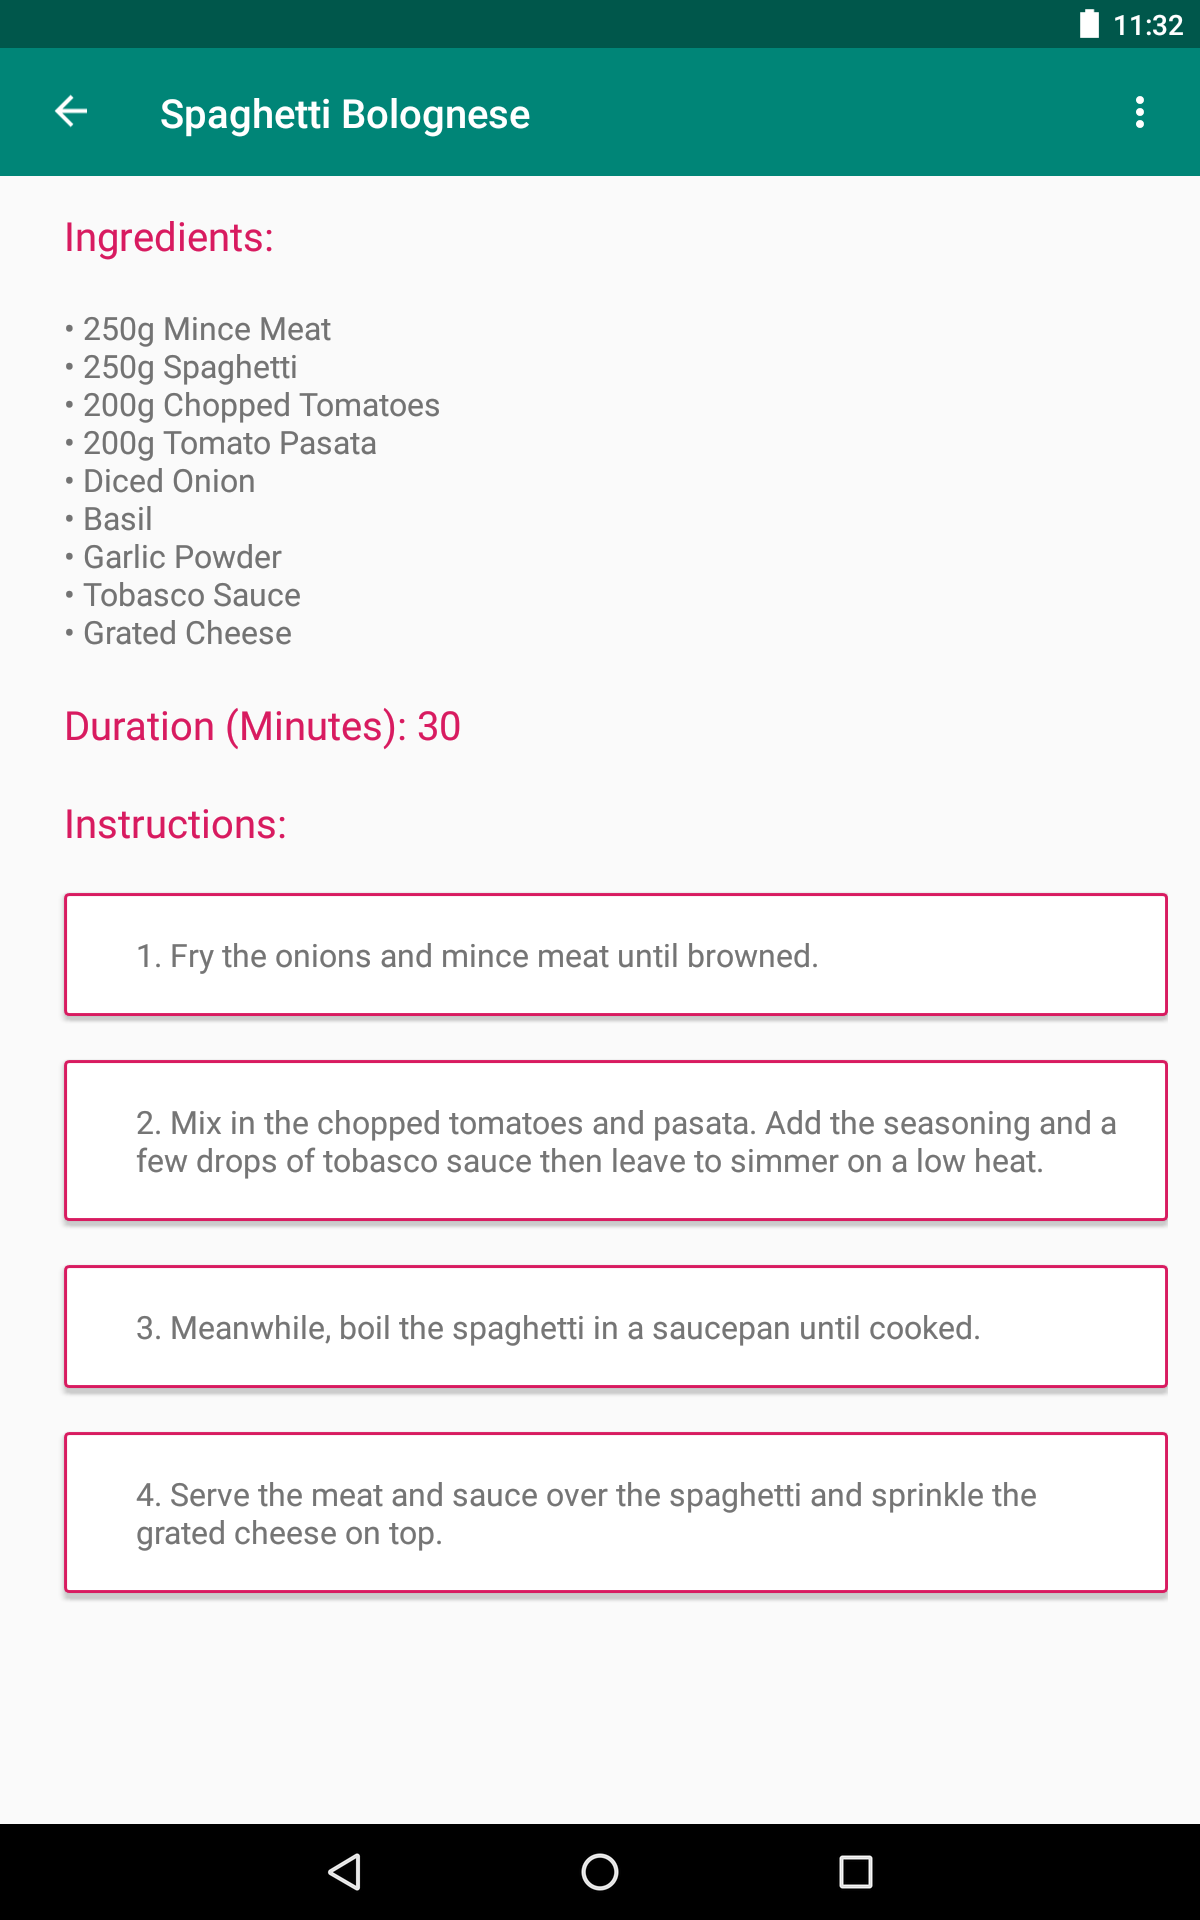 11:32
Spaghetti Bolognese
Ingredients:
• 250g Mince Meat
• 250g Spaghetti
• 200g Chopped Tomatoes
• 200g Tomato Pasata
• Diced Onion
• Basil
• Garlic Powder
• Tobasco Sauce
• Grated Cheese
Duration (Minutes): 30
Instructions:
1. Fry the onions and mince meat until browned.
2. Mix in the chopped tomatoes and pasata. Add the seasoning and a
few drops of tobasco sauce then leave to simmer on a low heat.
3. Meanwhile, boil the spaghetti in a saucepan until cooked.
4. Serve the meat and sauce over the spaghetti and sprinkle the
grated cheese on top.